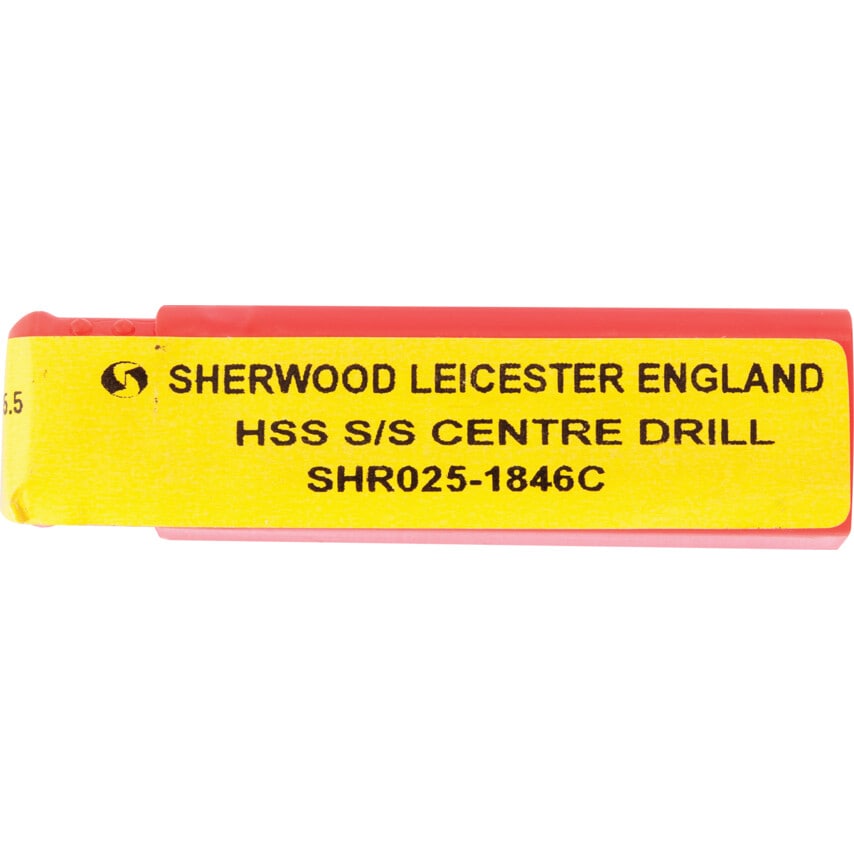 SHERWOOD LEICESTER ENGLAND
HSS S/S CENTRE DRILL
SHR025-1846C